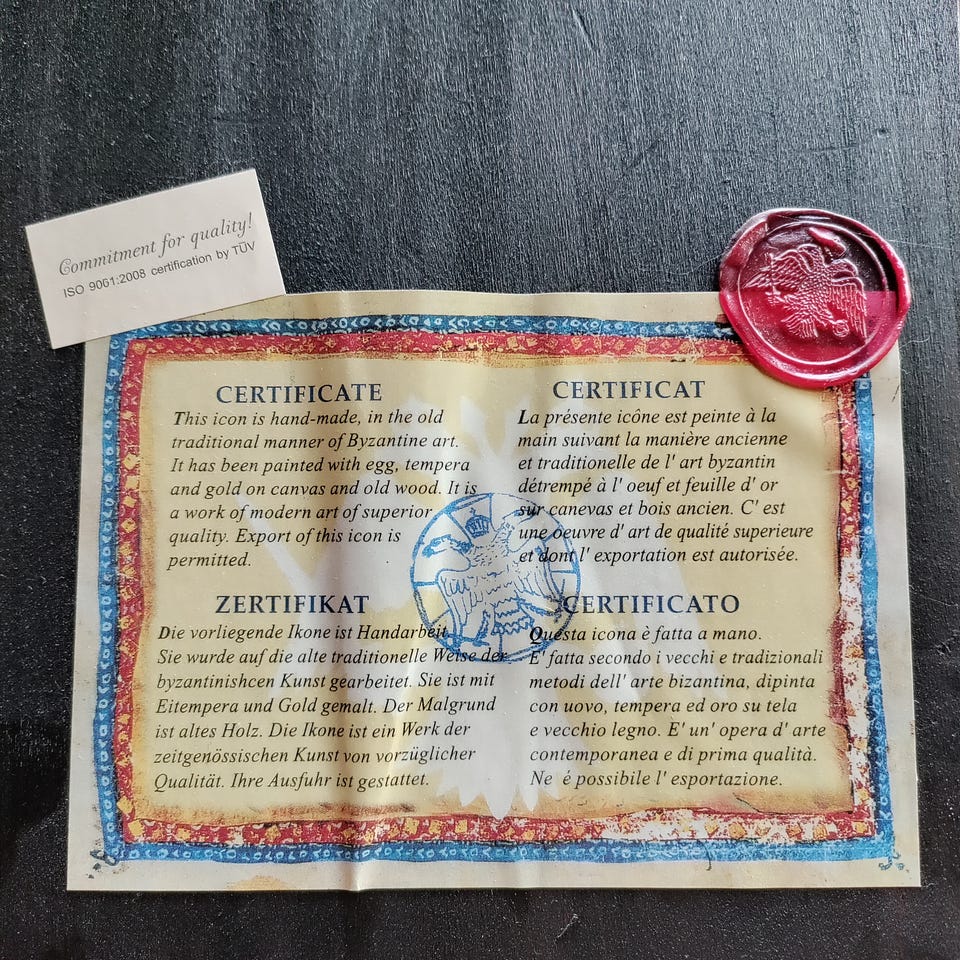 Commitment for quality!
ISO 9001:2008 certification by TÜV
CERTIFICATE
This icon is hand-made, in the old
traditional manner of Byzantine art.
It has been painted with egg, tempera
and gold on canvas and old wood. It is
a work of modern art of superior
quality. Export of this icon is
permitted.
CERTIFICAT
La présente icône est peinte à la
main suivant la manière ancienne
et traditionelle de l' art byzantin
détrempé à l' oeuf et feuille d' or
sur canevas et bois ancien. C' est
une oeuvre d' art de qualité superieure
et dont l' exportation est autorisée.
ZERTIFIKAT
Die vorliegende Ikone ist Handarbeit
Sie wurde auf die alte traditionelle Weise der
byzantinishcen Kunst gearbeitet. Sie ist mit
Eitempera und Gold gemalt. Der Malgrund
ist altes Holz. Die Ikone ist ein Werk der
zeitgenössischen Kunst von vorzüglicher
Qualität. Ihre Ausfuhr ist gestattet.
CERTIFICATO
Questa icona è fatta a mano.
E' fatta secondo i vecchi e tradizionali
metodi dell' arte bizantina, dipinta
con uovo, tempera ed oro su tela
e vecchio legno. E' un' opera d' arte
contemporanea e di prima qualità.
Ne é possibile l' esportazione.